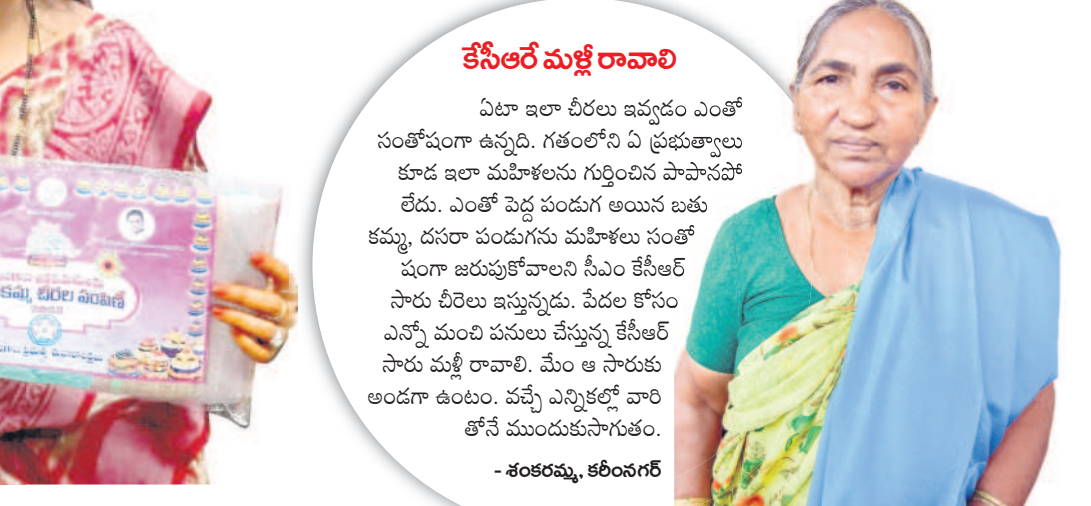 కేసీఆరే మళ్లీ రావాలి
ఏటా ఇలా చీరలు ఇవ్వడం ఎంతో
సంతోషంగా ఉన్నది. గతంలోని ఏ ప్రభుత్వాలు
కూడ ఇలా మహిళలను గుర్తించిన పాపానపో
లేదు. ఎంతో పెద్ద పండుగ అయిన బతు
కమ్మ, దసరా పండుగను మహిళలు సంతో
షంగా జరుపుకోవాలని సీఎం కేసీఆర్
సారు చీరెలు ఇస్తున్నడు. పేదల కోసం
ఎన్నో మంచి పనులు చేస్తున్న కేసీఆర్
సారు మళ్లీ రావాలి. మేం ఆ సారుకు
అండగా ఉంటం. వచ్చే ఎన్నికల్లో వారి
తోనే ముందుకుసాగుతం.
- శంకరమ్మ, కరీంనగర్
కమ్మ చీరల పంపిణీ